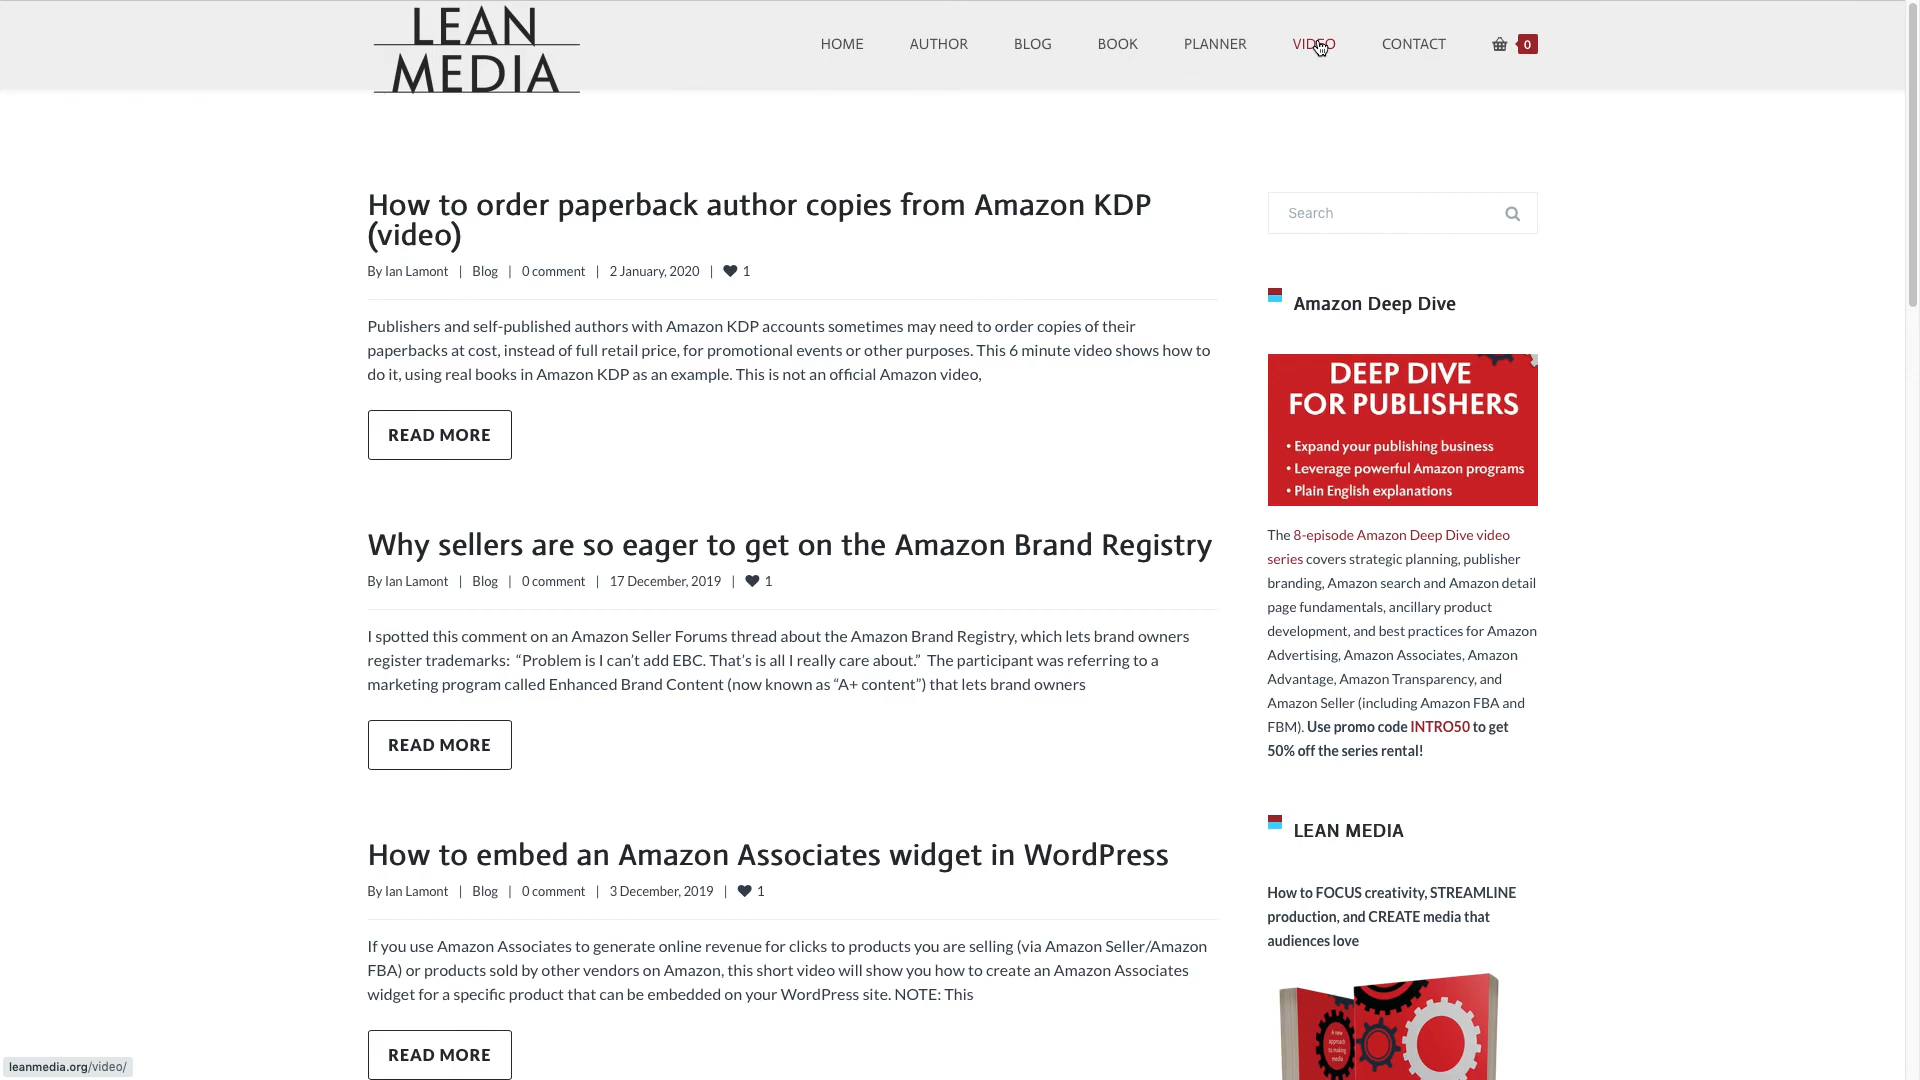 LEAN
MEDIA
HOME
AUTHOR
BLOG
BOOK
PLANNER
VIDEO
CONTACT
0
How to order paperback author copies from Amazon KDP
(video)
By Ian Lamont | Blog | 0 comment | 2 January, 2020 | 1
Publishers and self-published authors with Amazon KDP accounts sometimes may need to order copies of their
paperbacks at cost, instead of full retail price, for promotional events or other purposes. This 6 minute video shows how to
do it, using real books in Amazon KDP as an example. This is not an official Amazon video,
READ MORE
Why sellers are so eager to get on the Amazon Brand Registry
By Ian Lamont | Blog | 0 comment | 17 December, 2019 | 1
I spotted this comment on an Amazon Seller Forums thread about the Amazon Brand Registry, which lets brand owners
register trademarks: “Problem is I can’t add EBC. That’s is all I really care about.” The participant was referring to a
marketing program called Enhanced Brand Content (now known as “A+ content”) that lets brand owners
READ MORE
How to embed an Amazon Associates widget in WordPress
By Ian Lamont | Blog | 0 comment | 3 December, 2019 | 1
If you use Amazon Associates to generate online revenue for clicks to products you are selling (via Amazon Seller/Amazon
FBA) or products sold by other vendors on Amazon, this short video will show you how to create an Amazon Associates
widget for a specific product that can be embedded on your WordPress site. NOTE: This
READ MORE
Search
Amazon Deep Dive
DEEP DIVE
FOR PUBLISHERS
• Expand your publishing business
• Leverage powerful Amazon programs
• Plain English explanations
The 8-episode Amazon Deep Dive video
series covers strategic planning, publisher
branding, Amazon search and Amazon detail
page fundamentals, ancillary product
development, and best practices for Amazon
Advertising, Amazon Associates, Amazon
Advantage, Amazon Transparency, and
Amazon Seller (including Amazon FBA and
FBM). Use promo code INTRO50 to get
50% off the series rental!
LEAN MEDIA
How to FOCUS creativity, STREAMLINE
production, and CREATE media that
audiences love
A new
approach to
making
media
leanmedia.org/video/